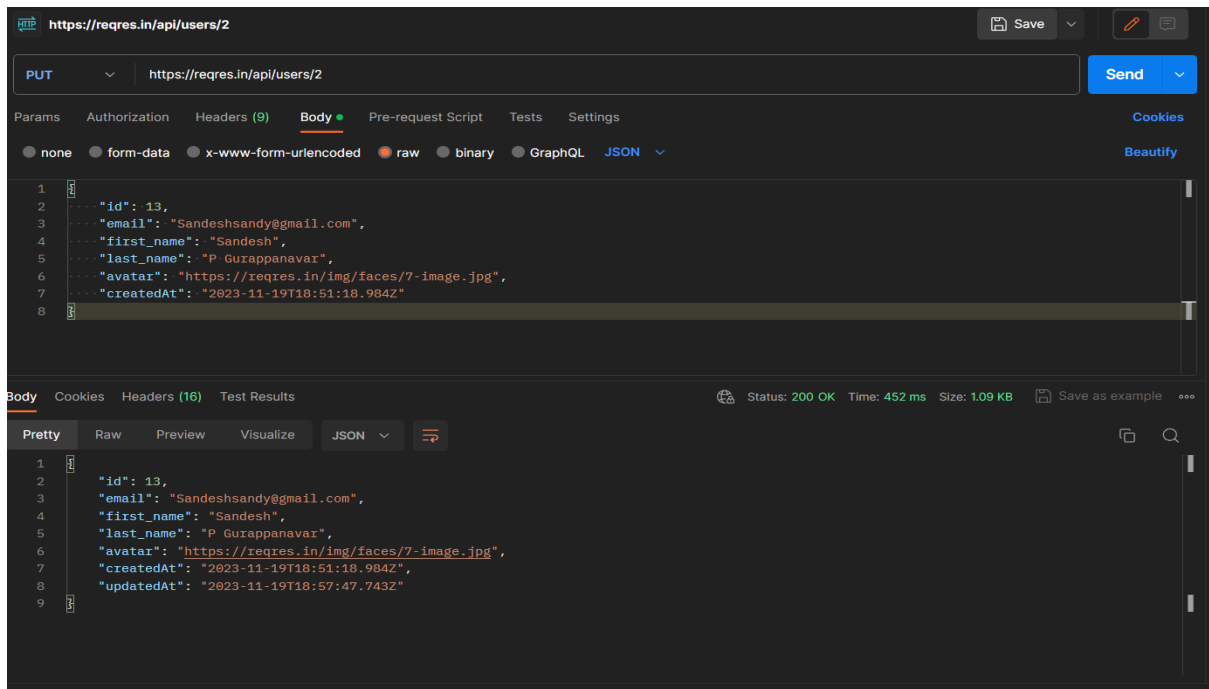 HTTP https://reqres.in/api/users/2 Save
PUT https://reqres.in/api/users/2 Send
Params Authorization Headers (9) Body Pre-request Script Tests Settings Cookies
none form-data x-www-form-urlencoded raw binary GraphQL JSON Beautify
1 {
2 "id": 13,
3 "email": "Sandeshsandy@gmail.com",
4 "first_name": "Sandesh",
5 "last_name": "P Gurappanavar",
6 "avatar": "https://reqres.in/img/faces/7-image.jpg",
7 "createdAt": "2023-11-19T18:51:18.984Z"
8 }
Body Cookies Headers (16) Test Results Status: 200 OK Time: 452 ms Size: 1.09 KB Save as example
Pretty Raw Preview Visualize JSON
1 {
2 "id": 13,
3 "email": "Sandeshsandy@gmail.com",
4 "first_name": "Sandesh",
5 "last_name": "P Gurappanavar",
6 "avatar": "https://reqres.in/img/faces/7-image.jpg",
7 "createdAt": "2023-11-19T18:51:18.984Z",
8 "updatedAt": "2023-11-19T18:57:47.743Z"
9 }